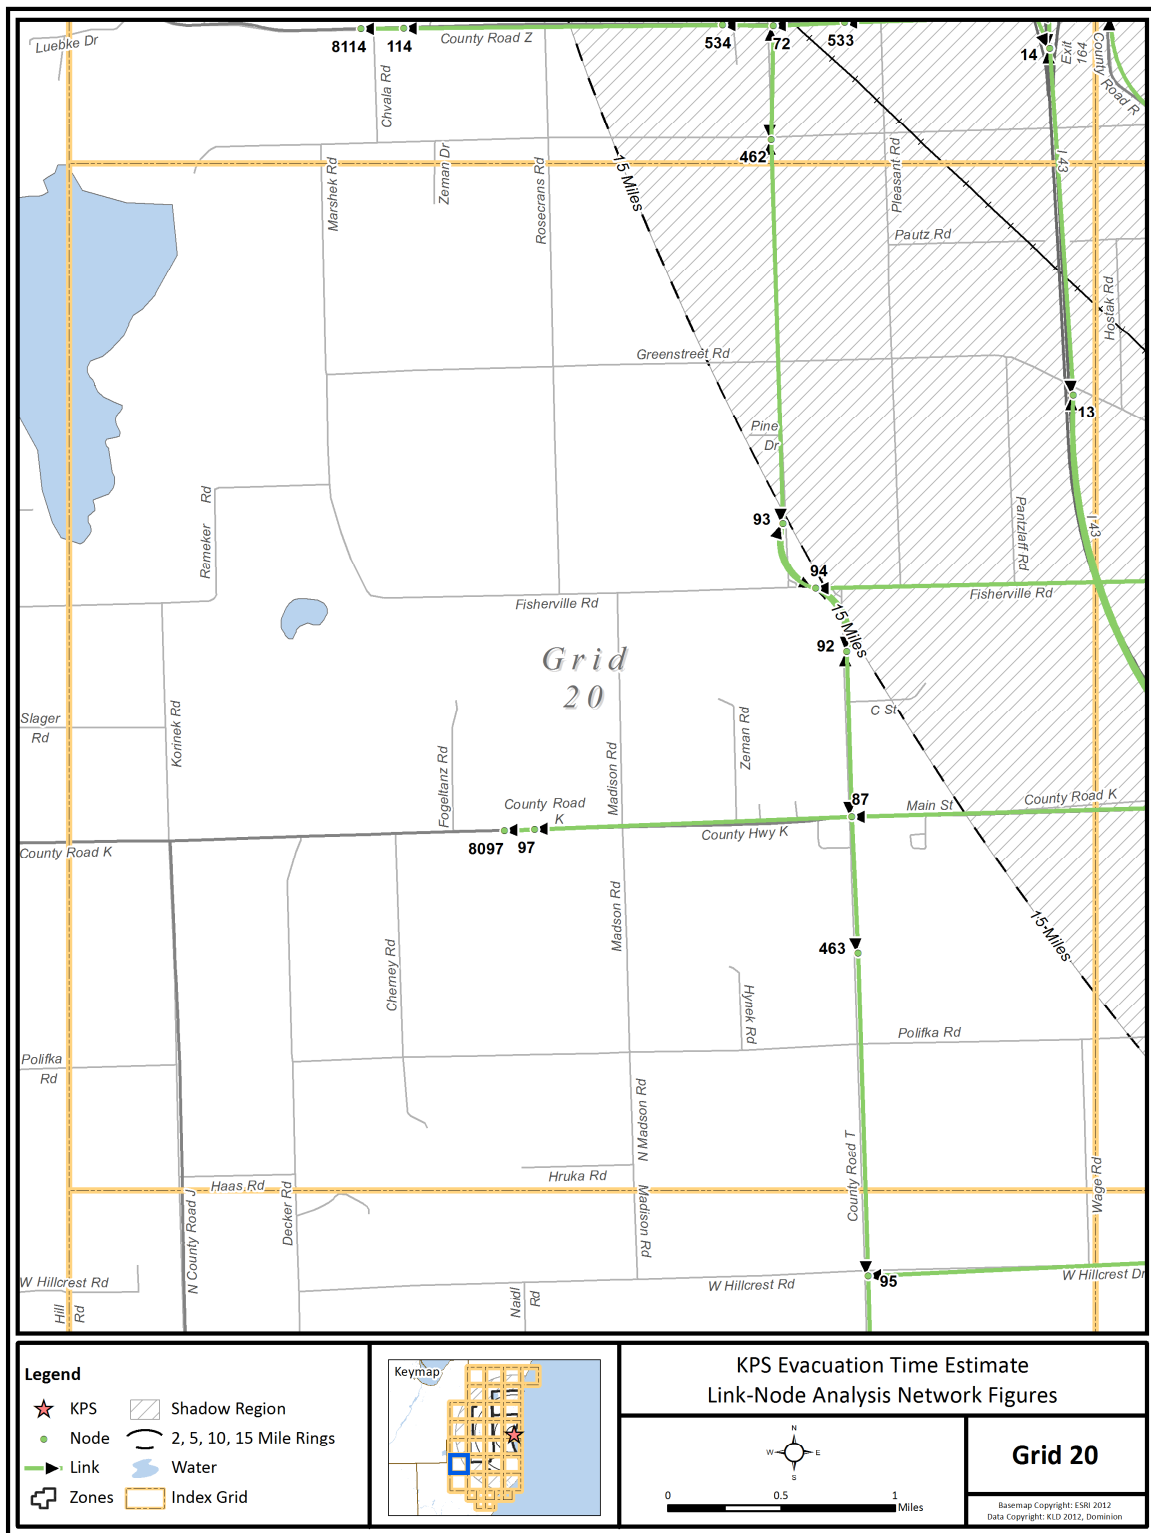 Luebke Dr
8114
114
County Road Z
534
72
533
14
Exit
164
County
Road R
Chvala Rd
462
Marshek Rd
Zeman Dr
Rosecrans Rd
15 Miles
Pleasant Rd
I 43
Pautz Rd
Hostak Rd
Greenstreet Rd
13
Pine
Dr
Rameker
Rd
93
Pantzlaff Rd
I 43
94
Fisherville Rd
Fisherville Rd
15 Miles
92
Grid
20
Slager
Rd
Korinek Rd
C St
Fogeltanz Rd
Madison Rd
Zeman Rd
87
Main St
County Road K
County Road
K
County Hwy K
8097
97
County Road K
Cherney Rd
Madson Rd
463
15 Miles
Hynek Rd
Polifka Rd
Polifka
Rd
N Madson Rd
County Road T
Wage Rd
Hruka Rd
Haas Rd
N County Road J
Decker Rd
Madison Rd
W Hillcrest Rd
Hill
Rd
Naidl
Rd
W Hillcrest Rd
95
W Hillcrest Dr
Legend
KPS
Shadow Region
Node
2, 5, 10, 15 Mile Rings
Link
Water
Zones
Index Grid
Keymap
KPS Evacuation Time Estimate
Link-Node Analysis Network Figures
N
W
E
S
0
0.5
1
Miles
Grid 20
Basemap Copyright: ESRI 2012
Data Copyright: KLD 2012, Dominion